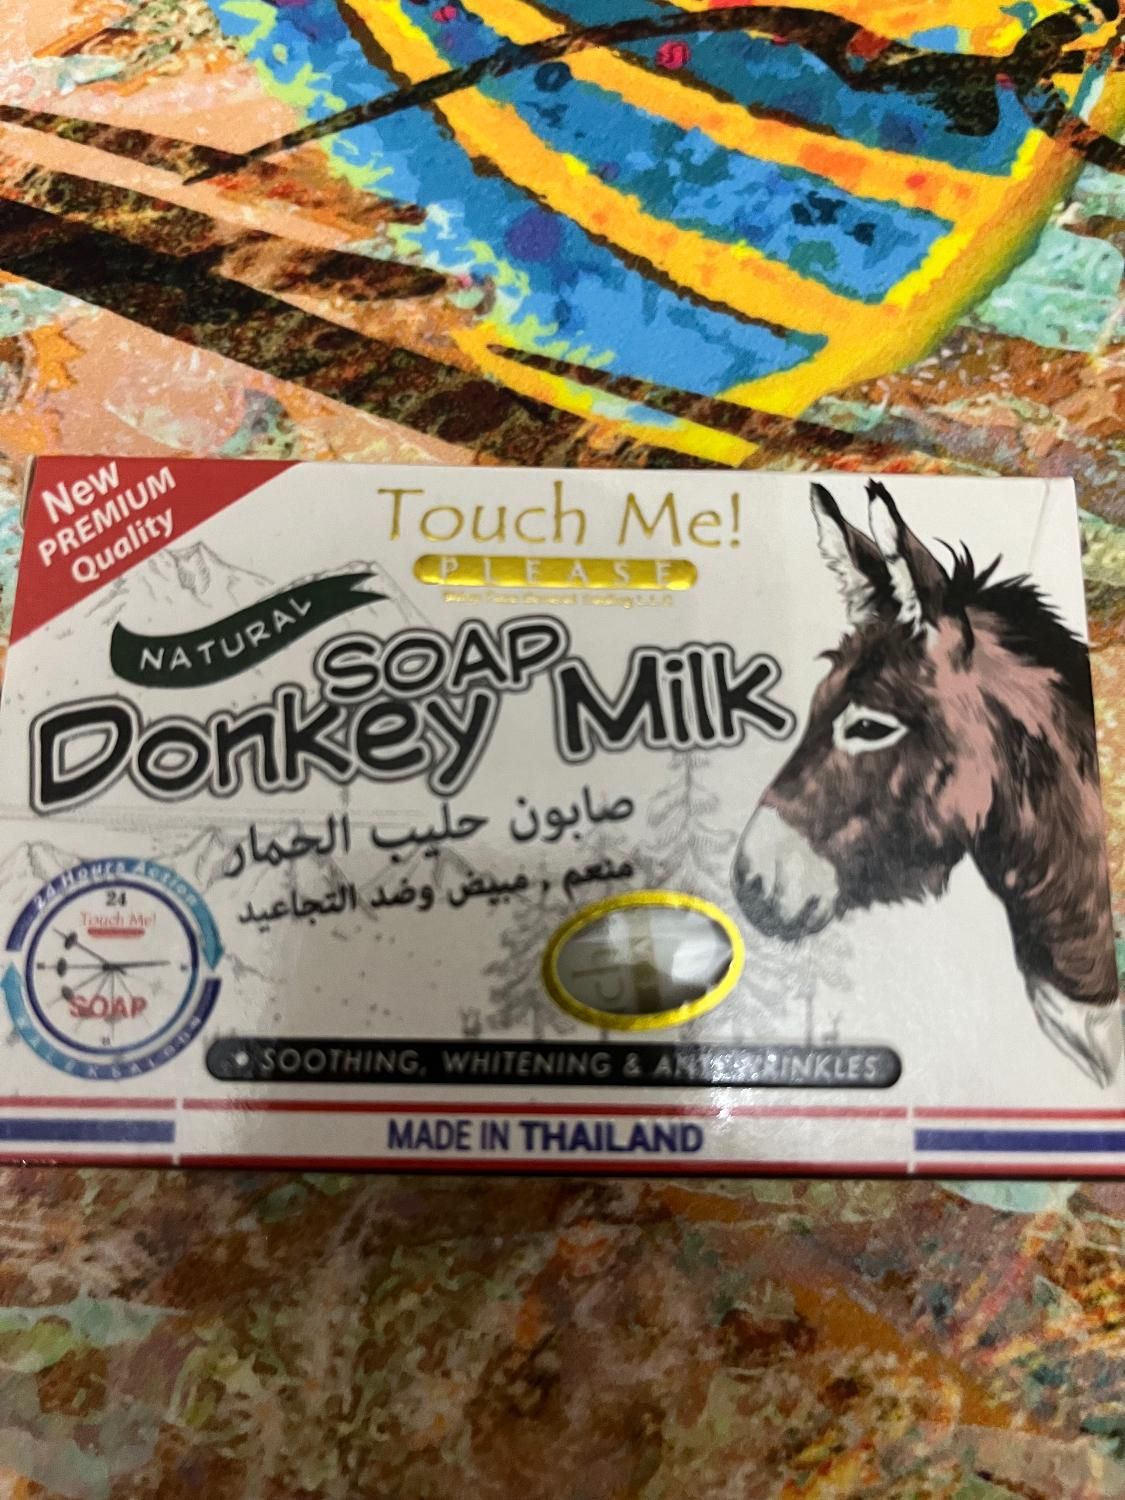 New
PREMIUM
Quality
Touch Me!
PLEASE
NATURAL
SOAP
Donkey Milk
صابون حليب الحمار
منعم , مبيض وضد التجاعيد
24 Hours Action
24
Touch Me!
SOAP
SOOTHING, WHITENING & ANTI WRINKLES
MADE IN THAILAND